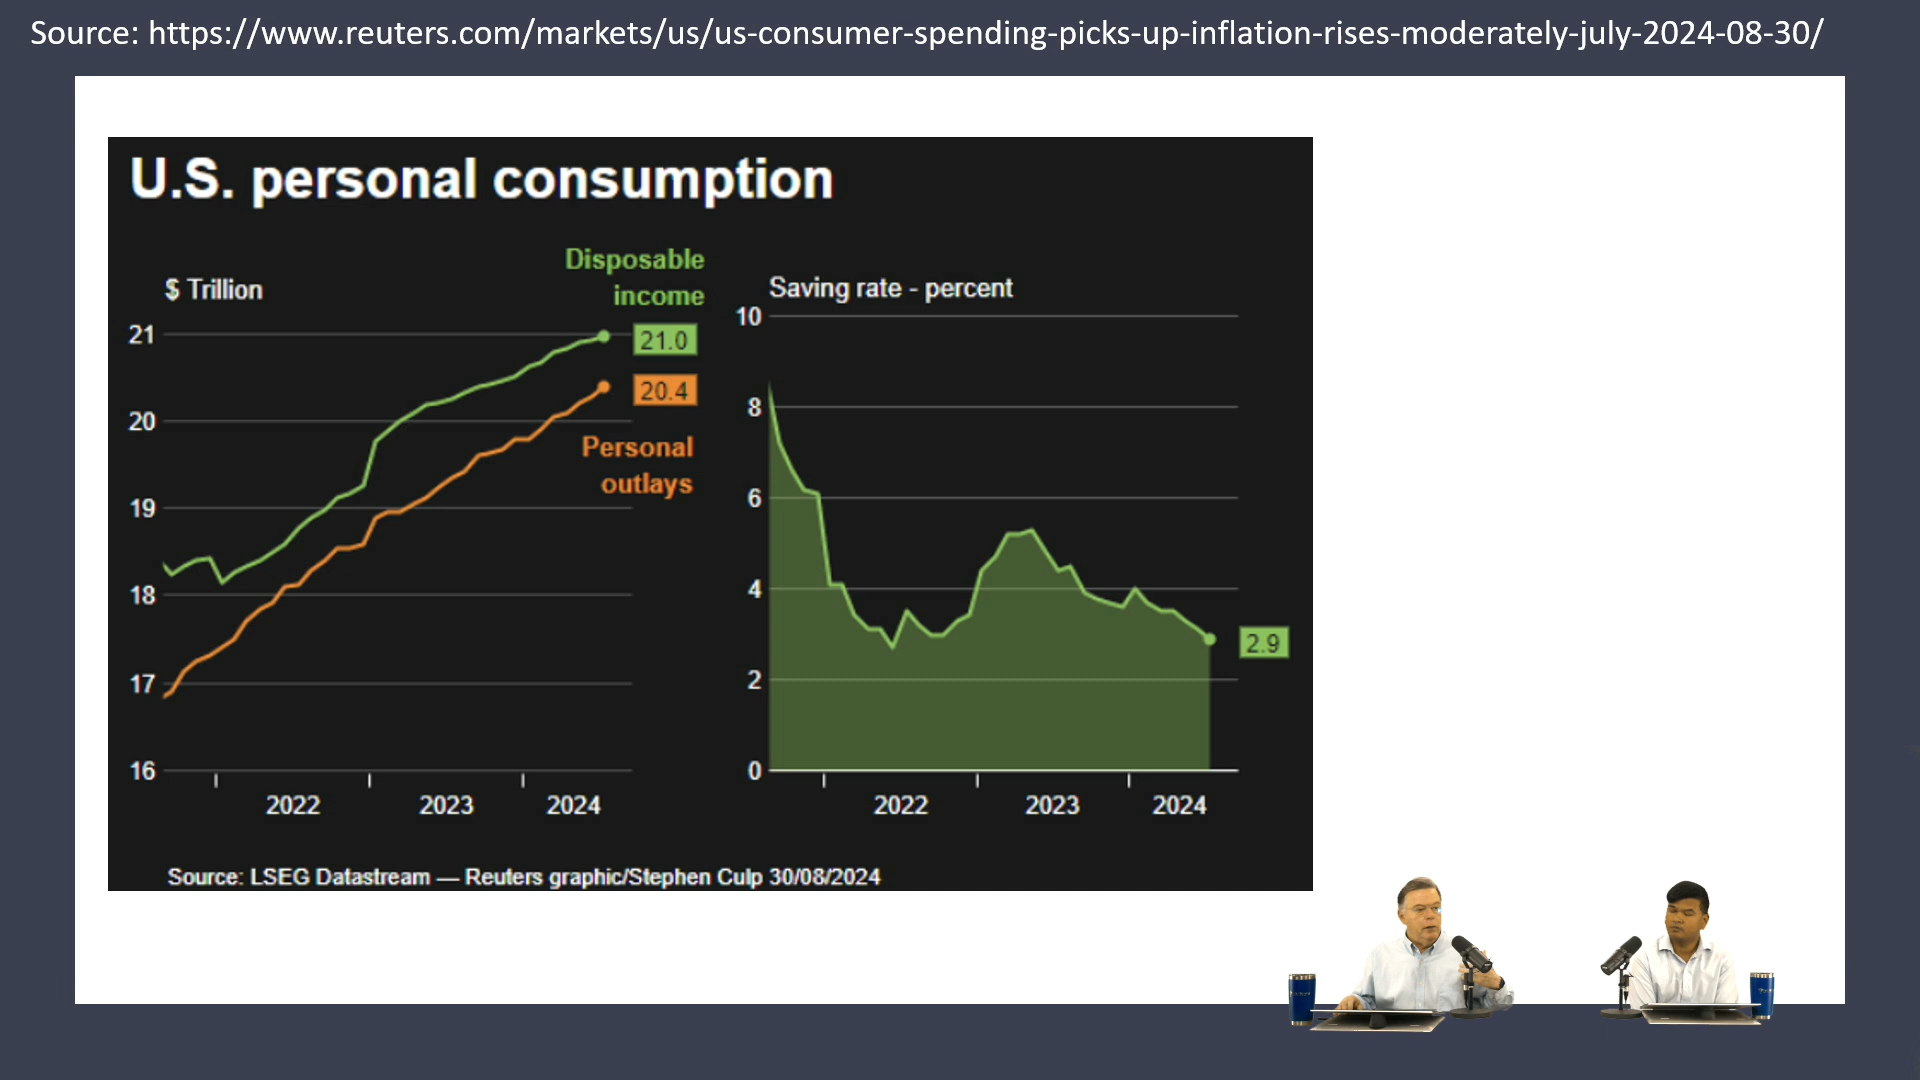 Source: https://www.reuters.com/markets/us/us-consumer-spending-picks-up-inflation-rises-moderately-july-2024-08-30/
U.S. personal consumption
$ Trillion
Disposable
income
21
20
19
18
17
16
21.0
20.4
Personal
outlays
2022
2023
2024
Saving rate - percent
10
8
6
4
2
0
2.9
2022
2023
2024
Source: LSEG Datastream — Reuters graphic/Stephen Culp 30/08/2024